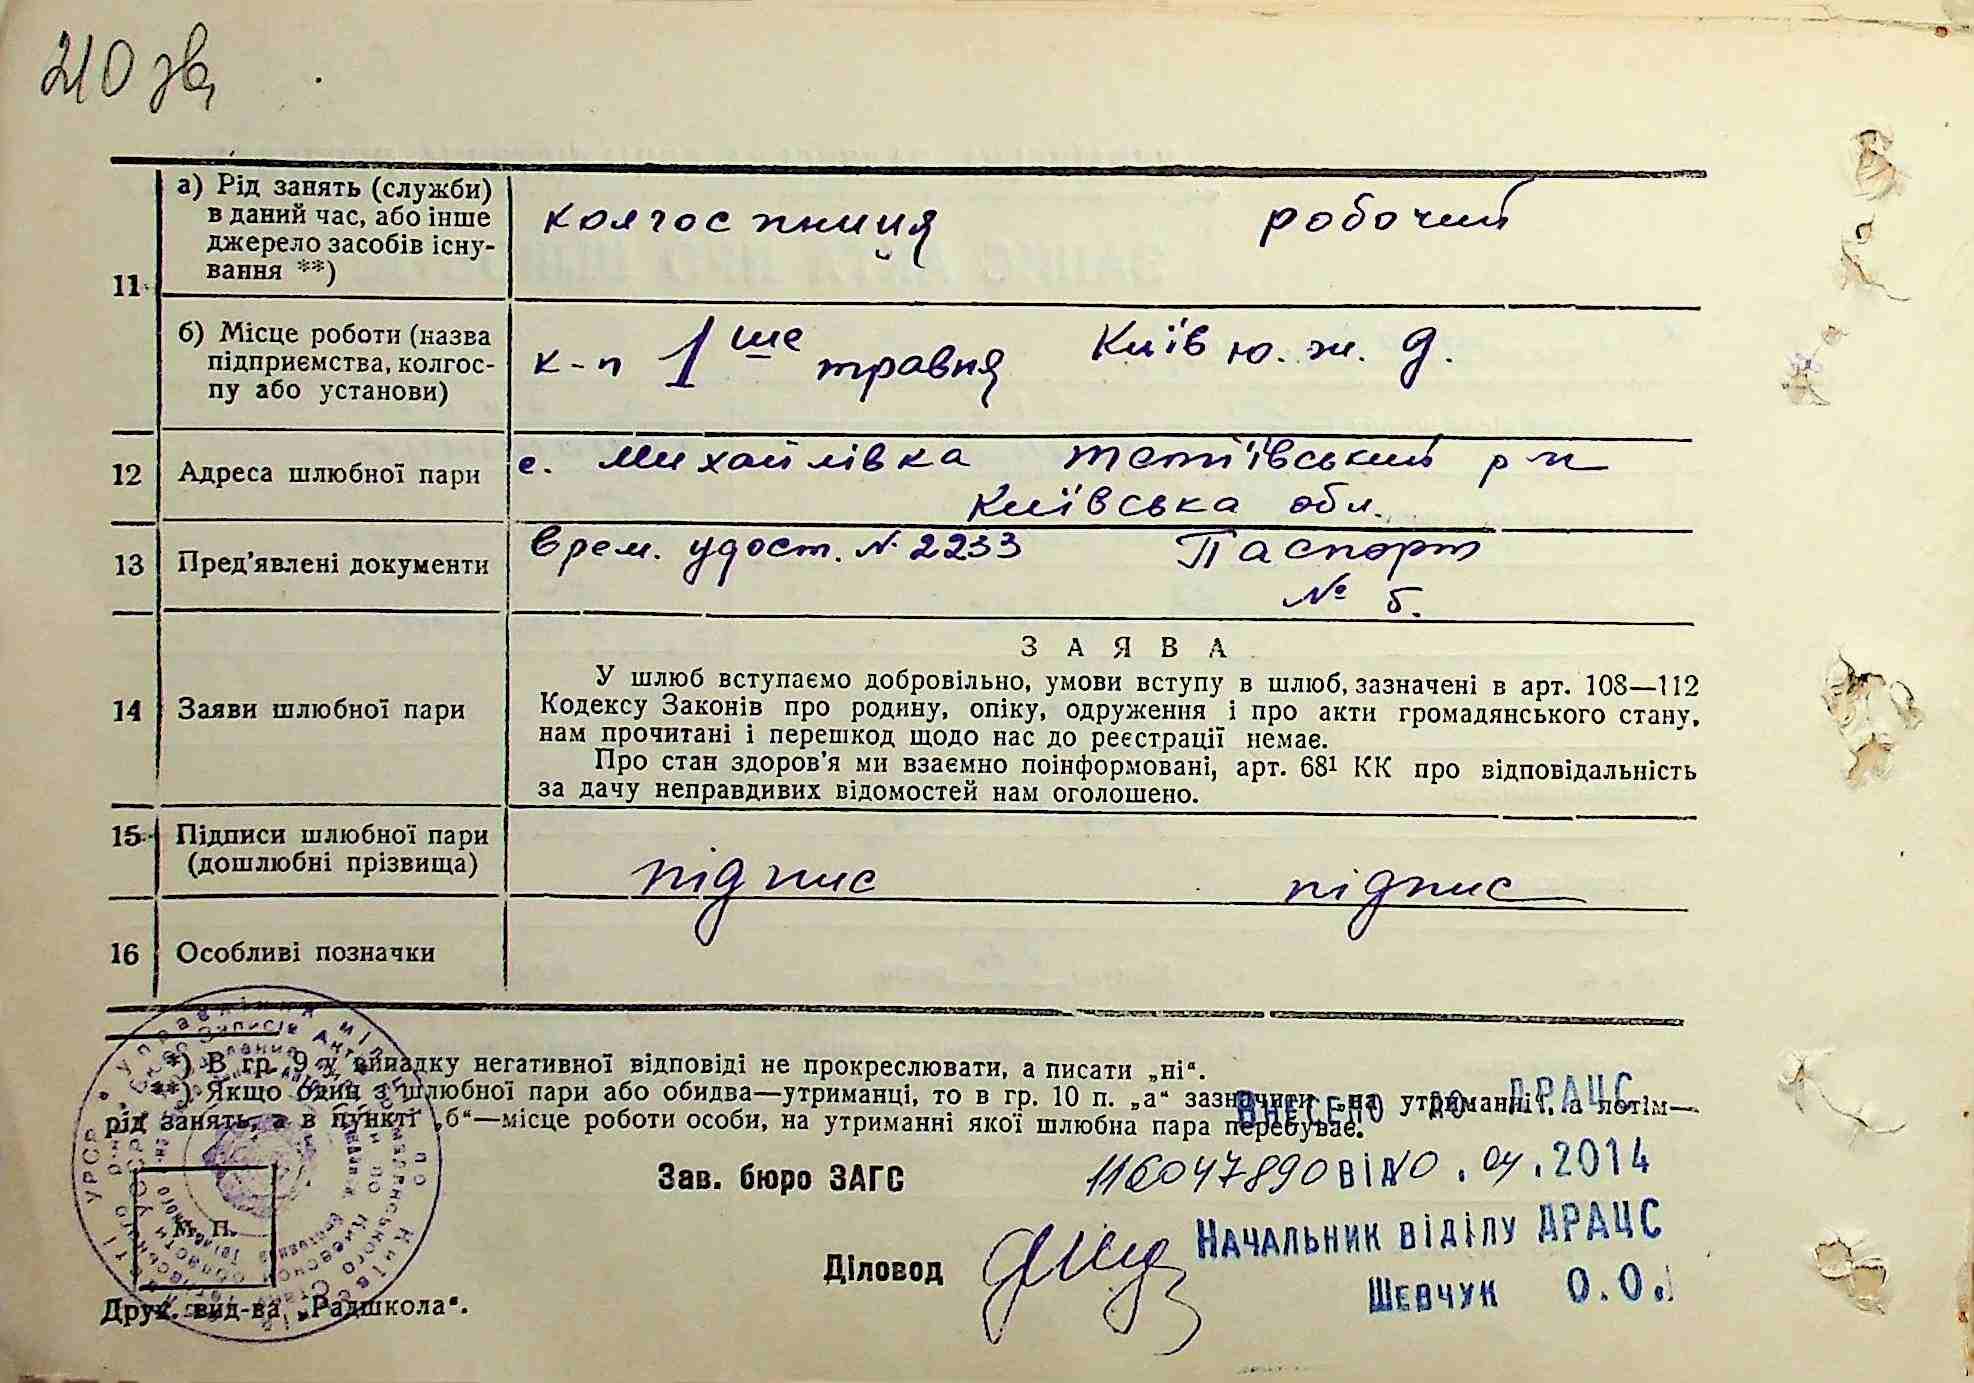 210 зв.
11
а) Рід занять (служби)
в даний час, або інше
джерело засобів існу-
вання **)
колгоспниця робочий
б) Місце роботи (назва
підприємства, колгос-
пу або установи)
к-п 1ше травня Київ ю. ж. д.
12 Адреса шлюбної пари
с. Михайлівка тетіївський р-н
Київська обл.
13 Пред'явлені документи
Врем. удост. № 2233 Паспорт
№ б.
14 Заяви шлюбної пари
ЗАЯВА
У шлюб вступаємо добровільно, умови вступу в шлюб, зазначені в арт. 108—112
Кодексу Законів про родину, опіку, одруження і про акти громадянського стану,
нам прочитані і перешкод щодо нас до реєстрації немає.
Про стан здоров'я ми взаємно поінформовані, арт. 68¹ КК про відповідальність
за дачу неправдивих відомостей нам оголошено.
15 Підписи шлюбної пари
(дошлюбні прізвища)
підпис підпис
16 Особливі позначки
*) В гр. 9 у випадку негативної відповіді не прокреслювати, а писати „ні“.
**) Якщо один з шлюбної пари або обидва—утриманці, то в гр. 10 п. „а“ зазначити „на утриманні“, а потім—
рід занять, а в пункті „б“—місце роботи особи, на утриманні якої шлюбна пара перебуває.
Внесено до ДРАЦС
116047890 від 10.04.2014
Зав. бюро ЗАГС
Начальник відділу ДРАЦС
Шевчук О.О.
Діловод
М. П.
Друк. вид-ва „Радшкола“.